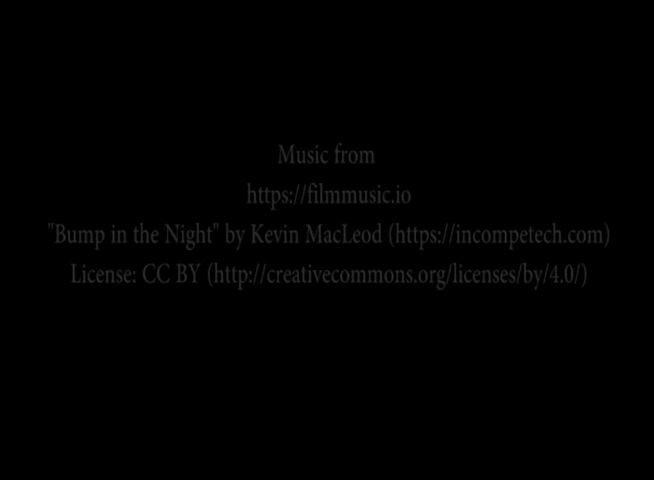 Music from
https://filmmusic.io
"Bump in the Night" by Kevin MacLeod (https://incompetech.com)
License: CC BY (http://creativecommons.org/licenses/by/4.0/)